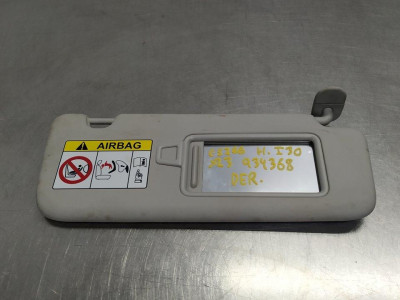 AIRBAG
H. I30
934368
DER.